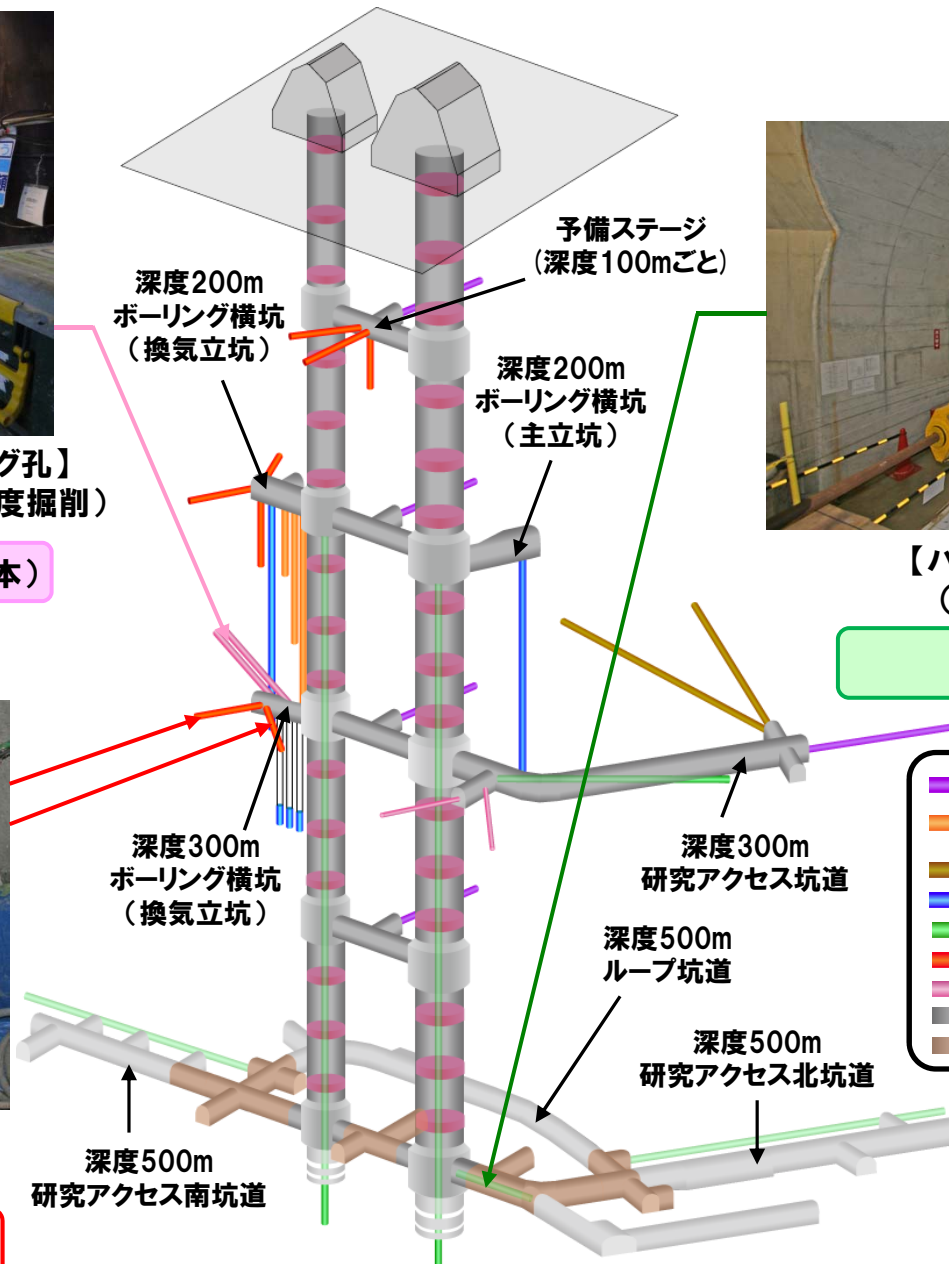 予備ステージ
(深度100mごと)
深度200m
ボーリング横坑
（換気立坑）
深度200m
ボーリング横坑
（主立坑）
グ孔】
度掘削）
本）
【ハ
（
深度300m
ボーリング横坑
（換気立坑）
深度300m
研究アクセス坑道
深度500m
ループ坑道
深度500m
研究アクセス北坑道
深度500m
研究アクセス南坑道